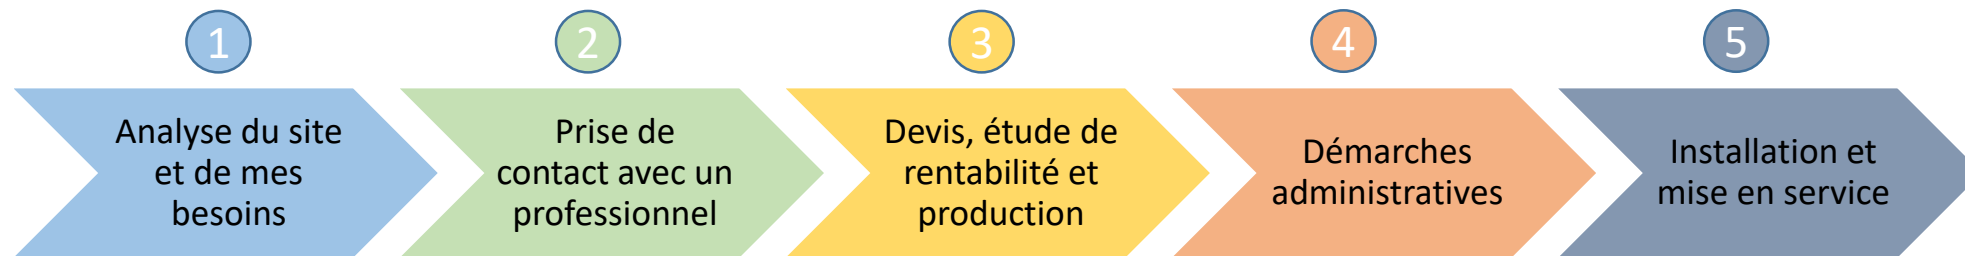 1
Analyse du site
et de mes
besoins
2
Prise de
contact avec un
professionnel
3
Devis, étude de
rentabilité et
production
4
Démarches
administratives
5
Installation et
mise en service